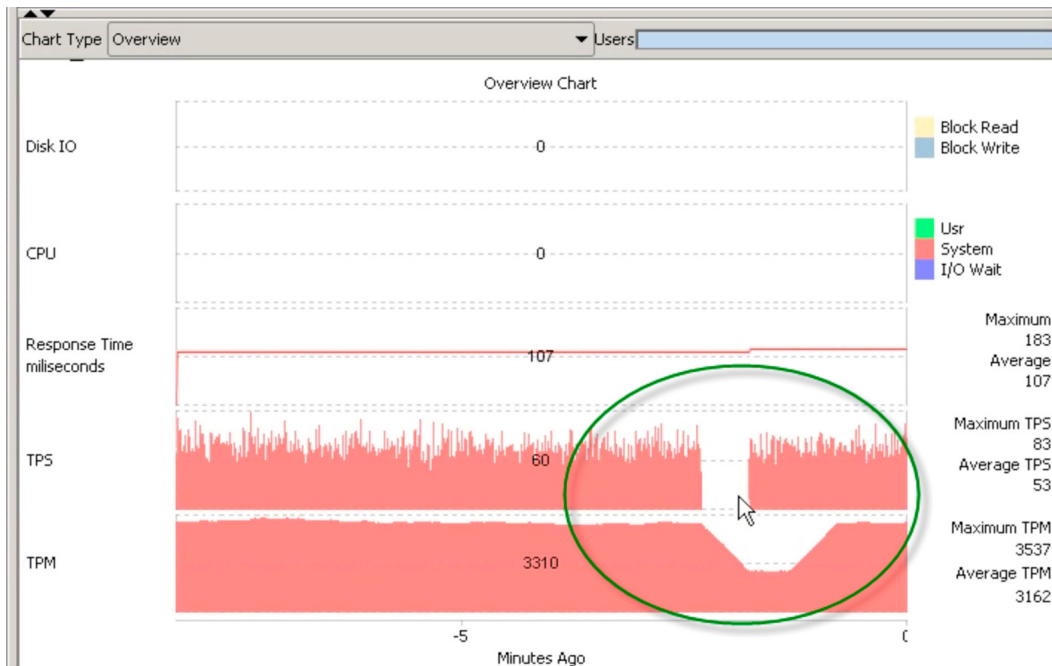 Chart Type Overview Users
Overview Chart
Disk IO
0
Block Read
Block Write
CPU
0
Usr
System
I/O Wait
Response Time
miliseconds
107
Maximum
183
Average
107
TPS
60
Maximum TPS
83
Average TPS
53
TPM
3310
Maximum TPM
3537
Average TPM
3162
-5
0
Minutes Ago